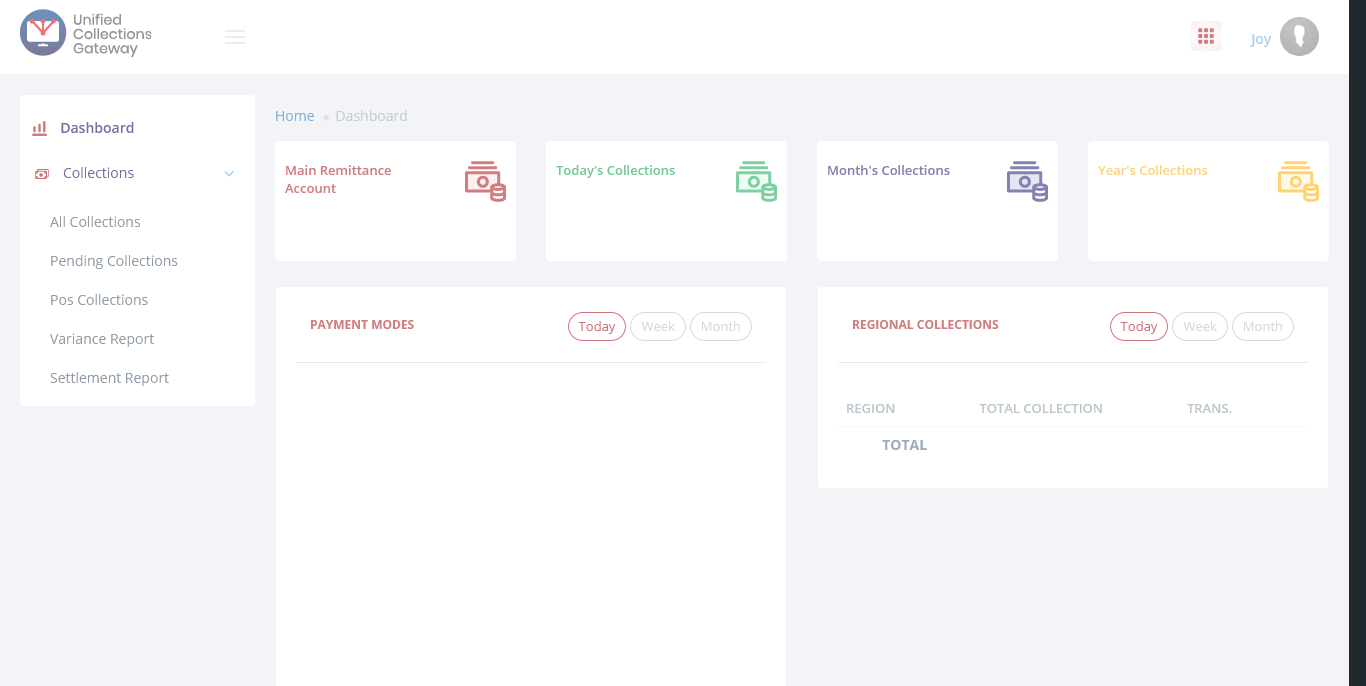 Unified
Collections
Gateway
Joy
Dashboard
Collections
All Collections
Pending Collections
Pos Collections
Variance Report
Settlement Report
Home Dashboard
Main Remittance
Account
Today's Collections
Month's Collections
Year's Collections
PAYMENT MODES
Today Week Month
REGIONAL COLLECTIONS
Today Week Month
REGION TOTAL COLLECTION TRANS.
TOTAL